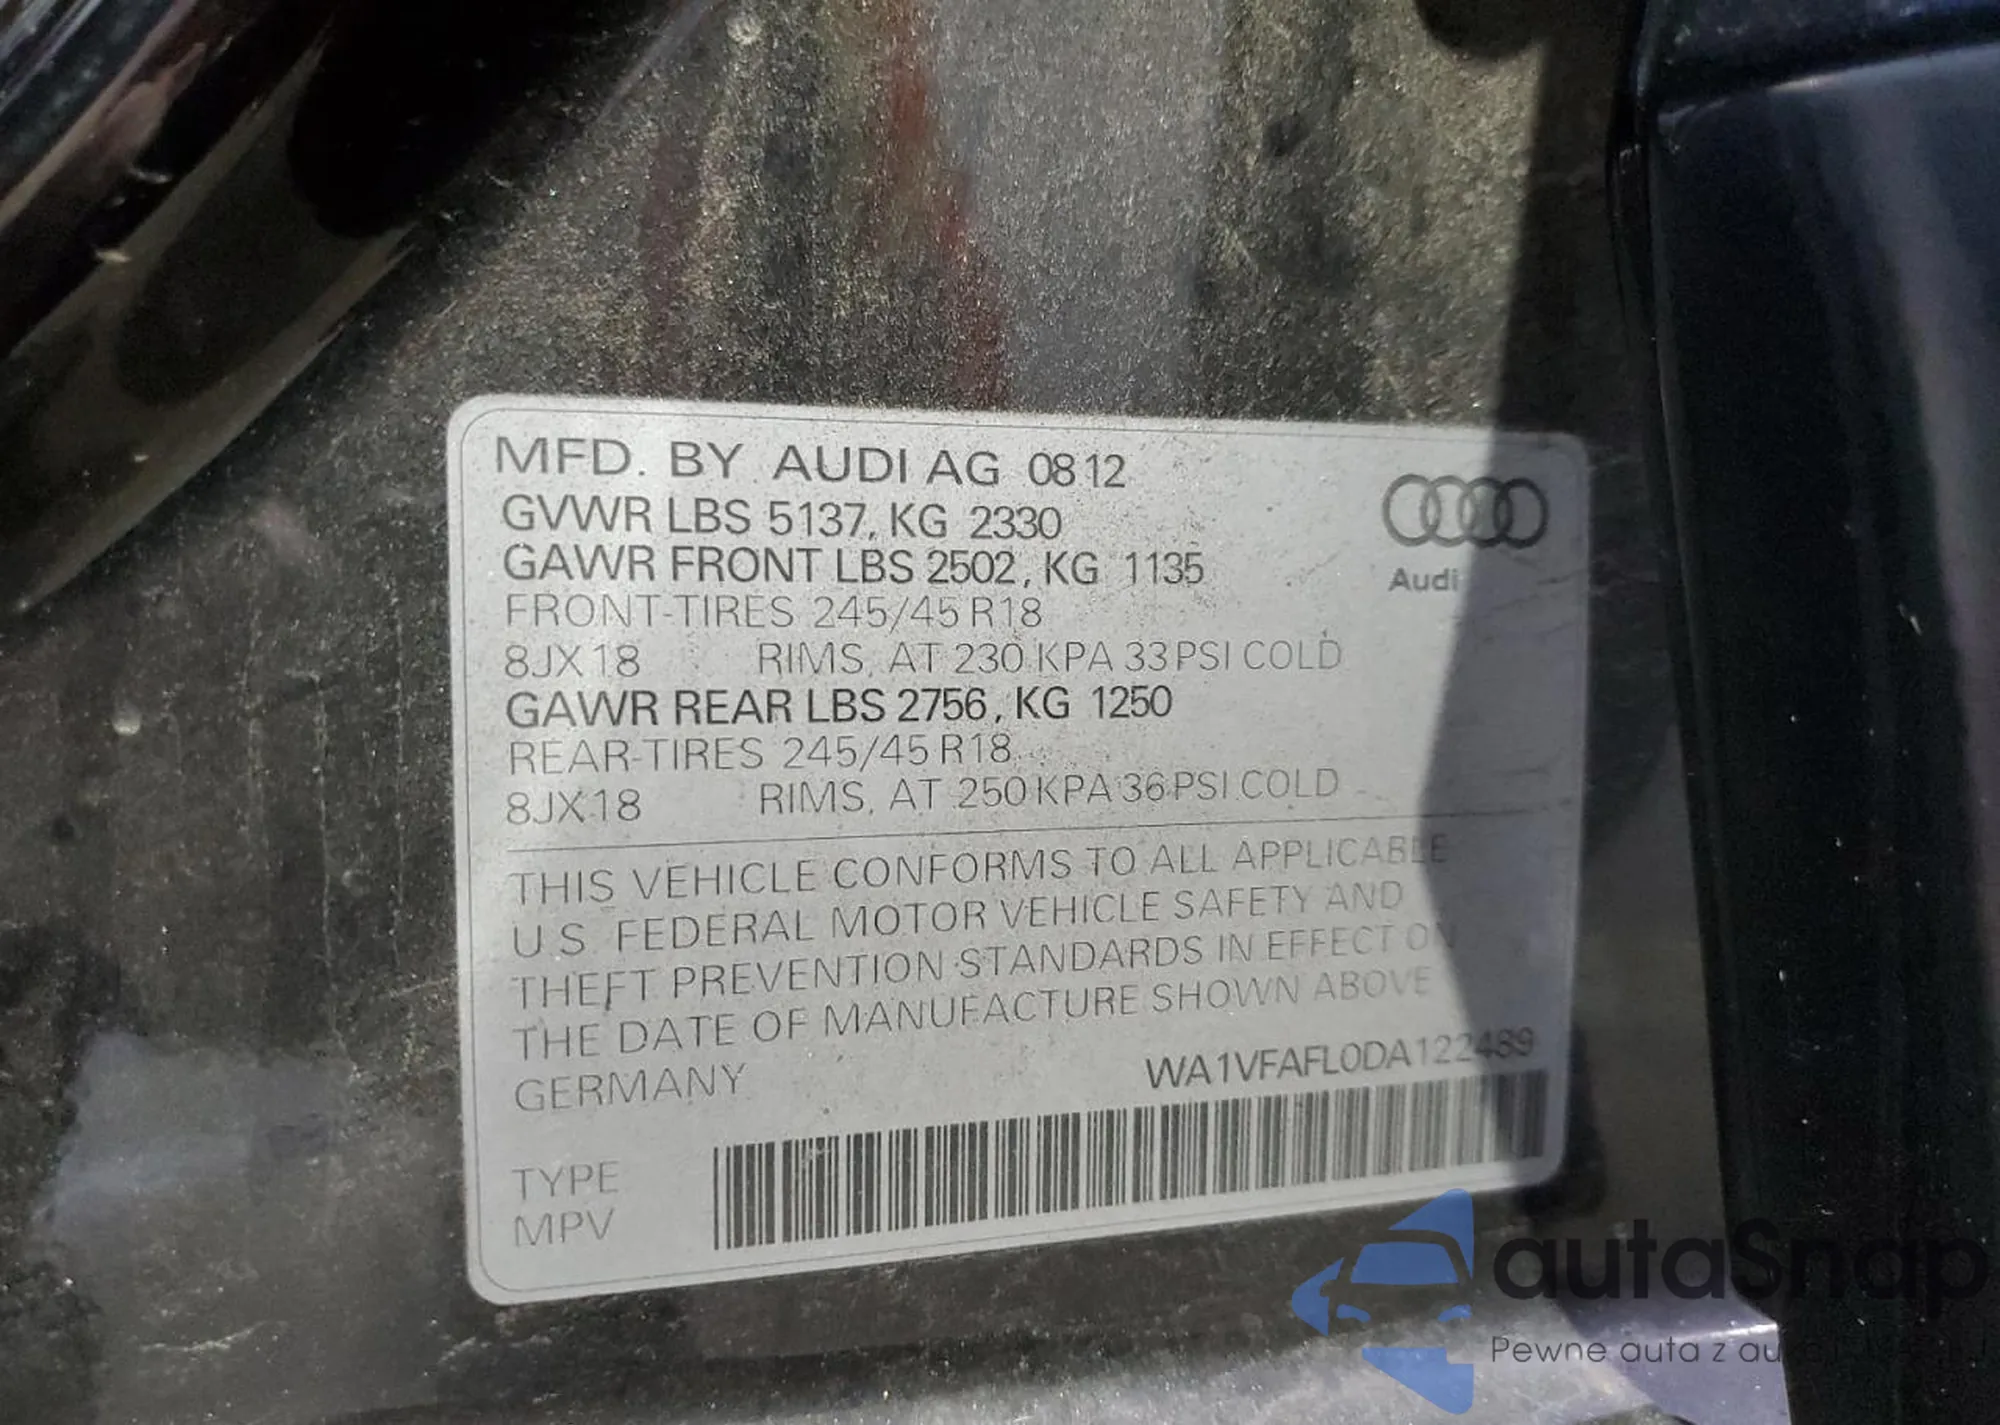 MFD. BY AUDI AG 0812
GVWR LBS 5137, KG 2330
GAWR FRONT LBS 2502, KG 1135
FRONT-TIRES 245/45 R18
8JX18 RIMS, AT 230 KPA 33 PSI COLD
GAWR REAR LBS 2756, KG 1250
REAR-TIRES 245/45 R18
8JX18 RIMS, AT 250 KPA 36 PSI COLD
Audi
THIS VEHICLE CONFORMS TO ALL APPLICABLE
U.S. FEDERAL MOTOR VEHICLE SAFETY AND
THEFT PREVENTION STANDARDS IN EFFECT ON
THE DATE OF MANUFACTURE SHOWN ABOVE
GERMANY WA1VFAFL0DA122489
TYPE
MPV
autaSnap
Pewne auta z